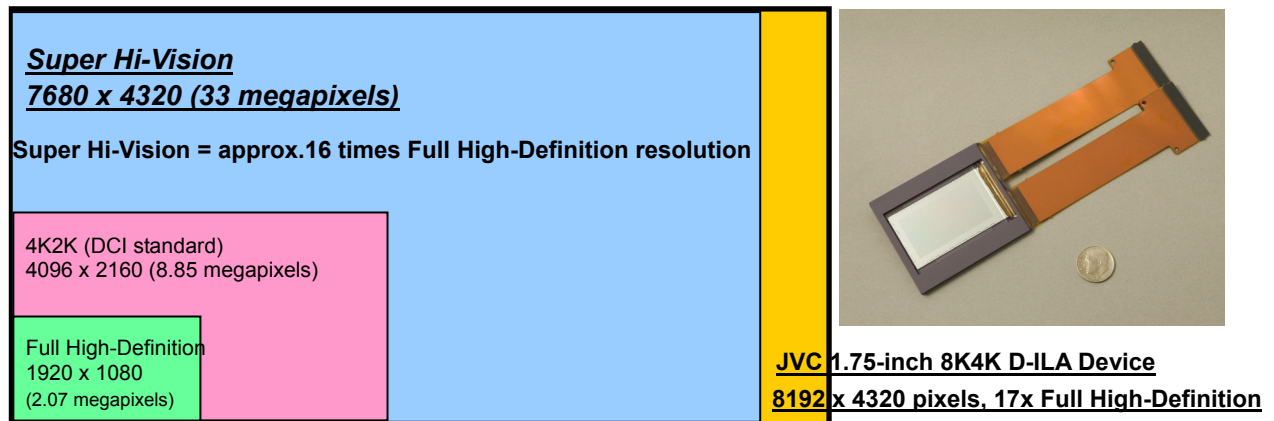 Super Hi-Vision
7680 x 4320 (33 megapixels)
Super Hi-Vision = approx.16 times Full High-Definition resolution
4K2K (DCI standard)
4096 x 2160 (8.85 megapixels)
Full High-Definition
1920 x 1080
(2.07 megapixels)
JVC 1.75-inch 8K4K D-ILA Device
8192 x 4320 pixels, 17x Full High-Definition